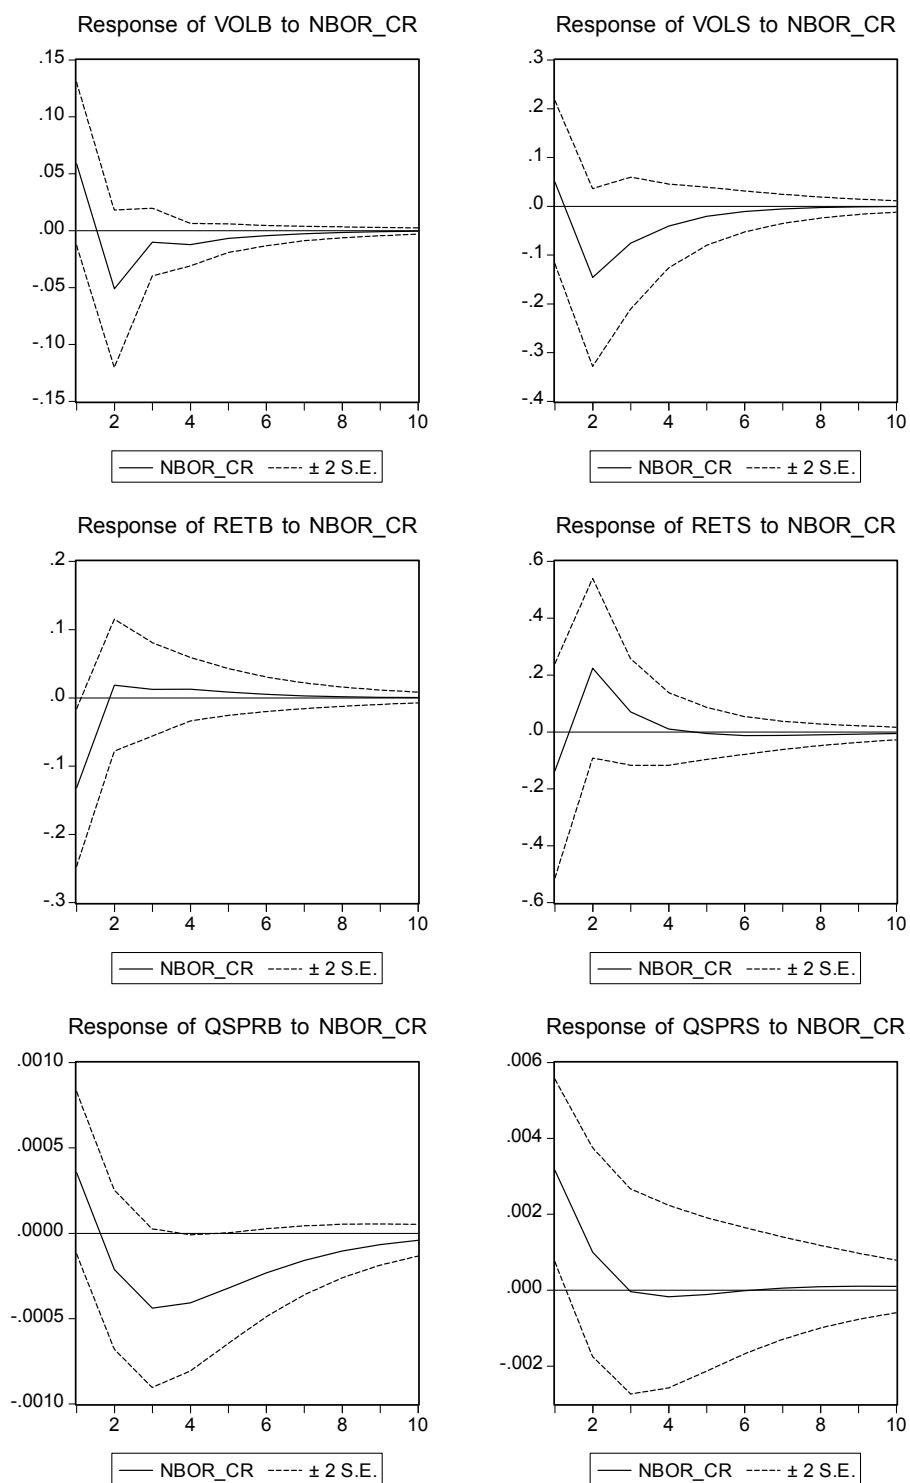 Response of VOLB to NBOR_CR
.15
.10
.05
.00
-.05
-.10
-.15
2 4 6 8 10
NBOR_CR ± 2 S.E.
Response of VOLS to NBOR_CR
.3
.2
.1
.0
-.1
-.2
-.3
-.4
2 4 6 8 10
NBOR_CR ± 2 S.E.
Response of RETB to NBOR_CR
.2
.1
.0
-.1
-.2
-.3
2 4 6 8 10
NBOR_CR ± 2 S.E.
Response of RETS to NBOR_CR
.6
.4
.2
.0
-.2
-.4
-.6
2 4 6 8 10
NBOR_CR ± 2 S.E.
Response of QSPRB to NBOR_CR
.0010
.0005
.0000
-.0005
-.0010
2 4 6 8 10
NBOR_CR ± 2 S.E.
Response of QSPRS to NBOR_CR
.006
.004
.002
.000
-.002
2 4 6 8 10
NBOR_CR ± 2 S.E.